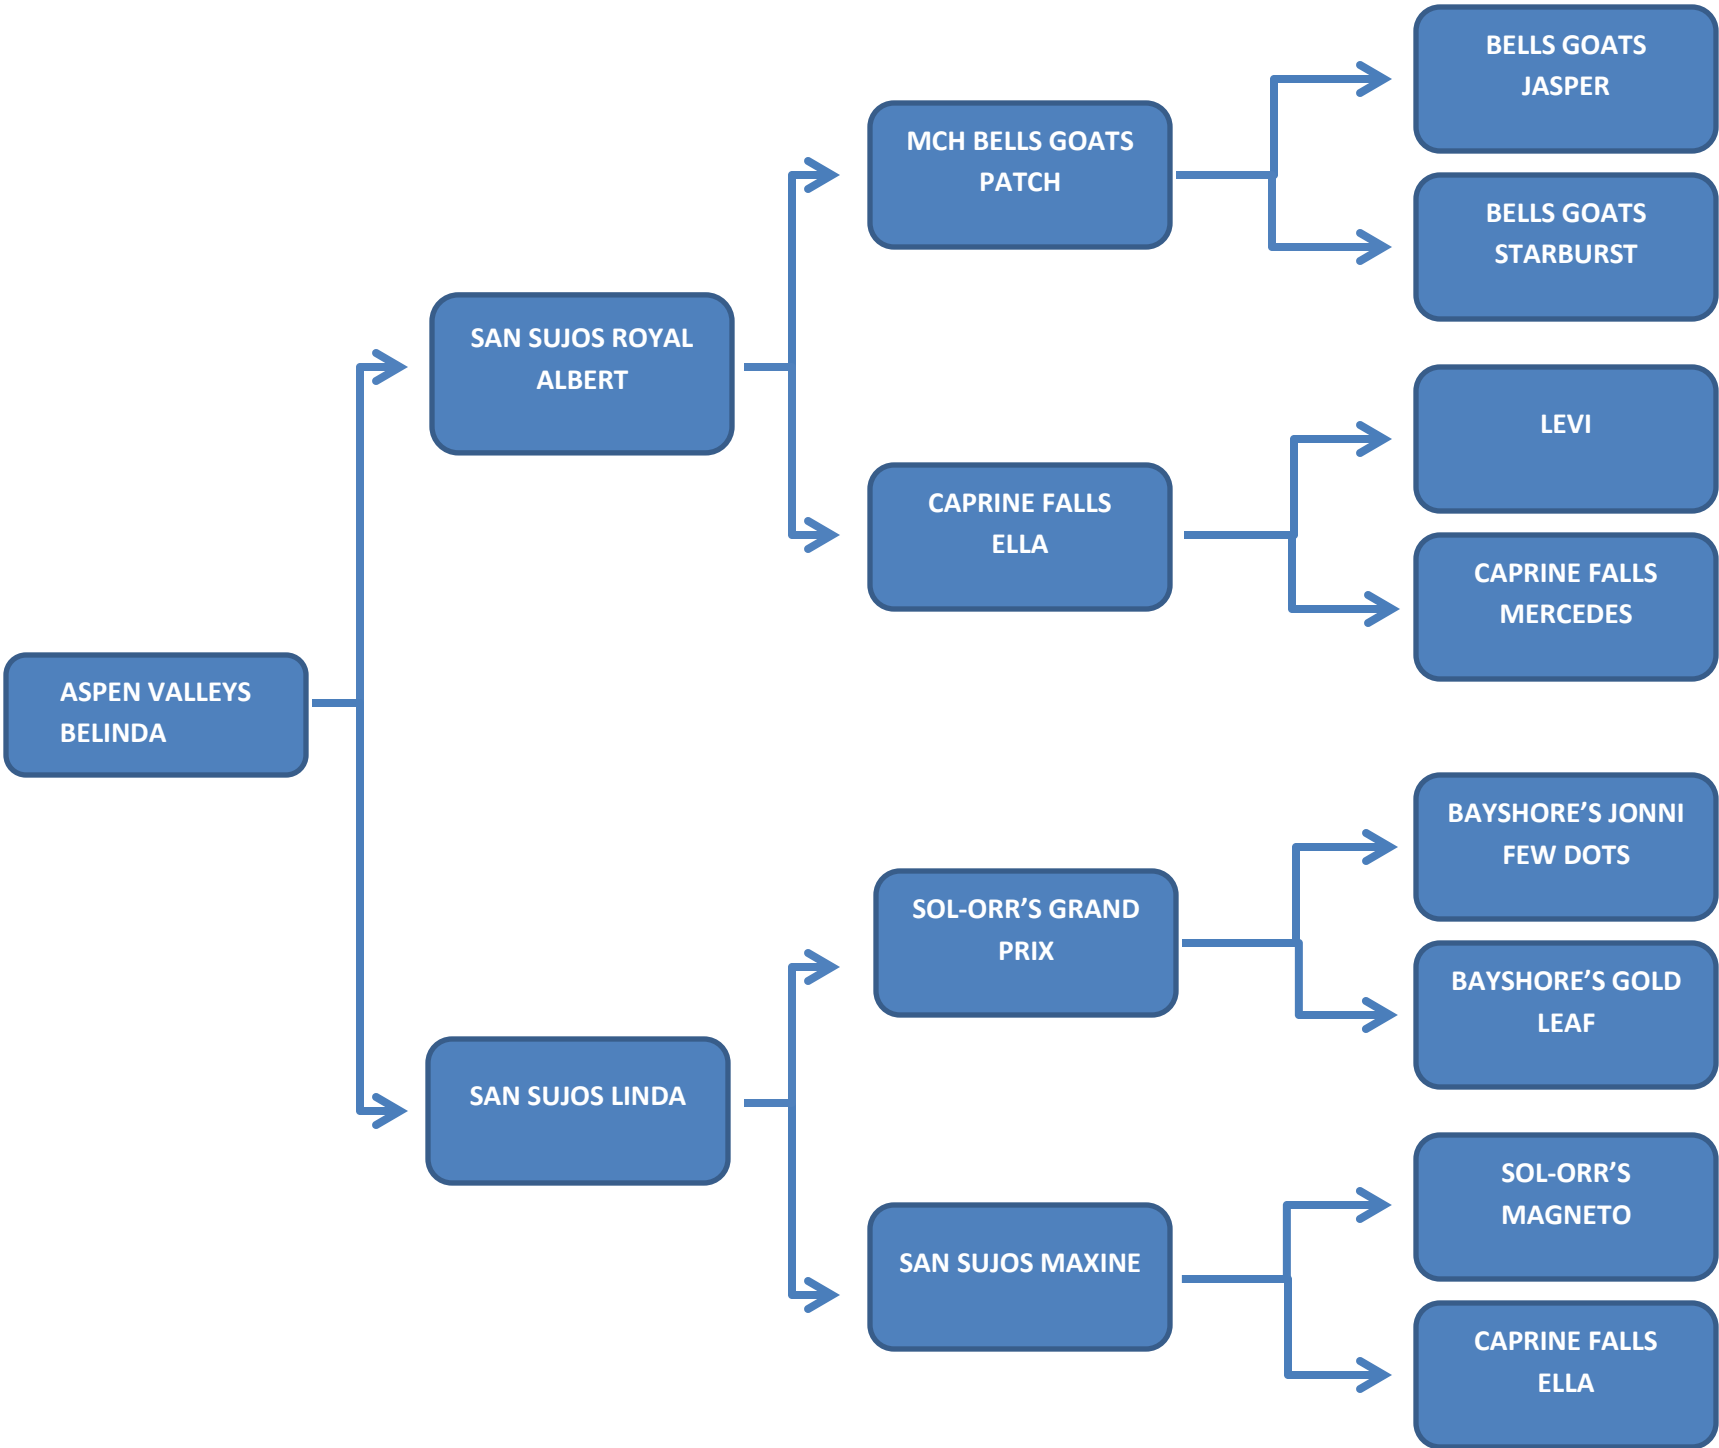 BELLS GOATS
JASPER
MCH BELLS GOATS
PATCH
BELLS GOATS
STARBURST
SAN SUJOS ROYAL
ALBERT
LEVI
CAPRINE FALLS
ELLA
CAPRINE FALLS
MERCEDES
ASPEN VALLEYS
BELINDA
BAYSHORE’S JONNI
FEW DOTS
SOL-ORR’S GRAND
PRIX
BAYSHORE’S GOLD
LEAF
SAN SUJOS LINDA
SOL-ORR’S
MAGNETO
SAN SUJOS MAXINE
CAPRINE FALLS
ELLA